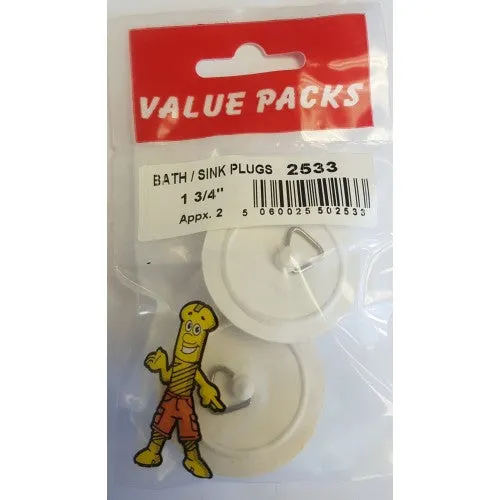 VALUE PACKS
BATH / SINK PLUGS 2533
1 3/4"
Appx. 2
5 060025 502533